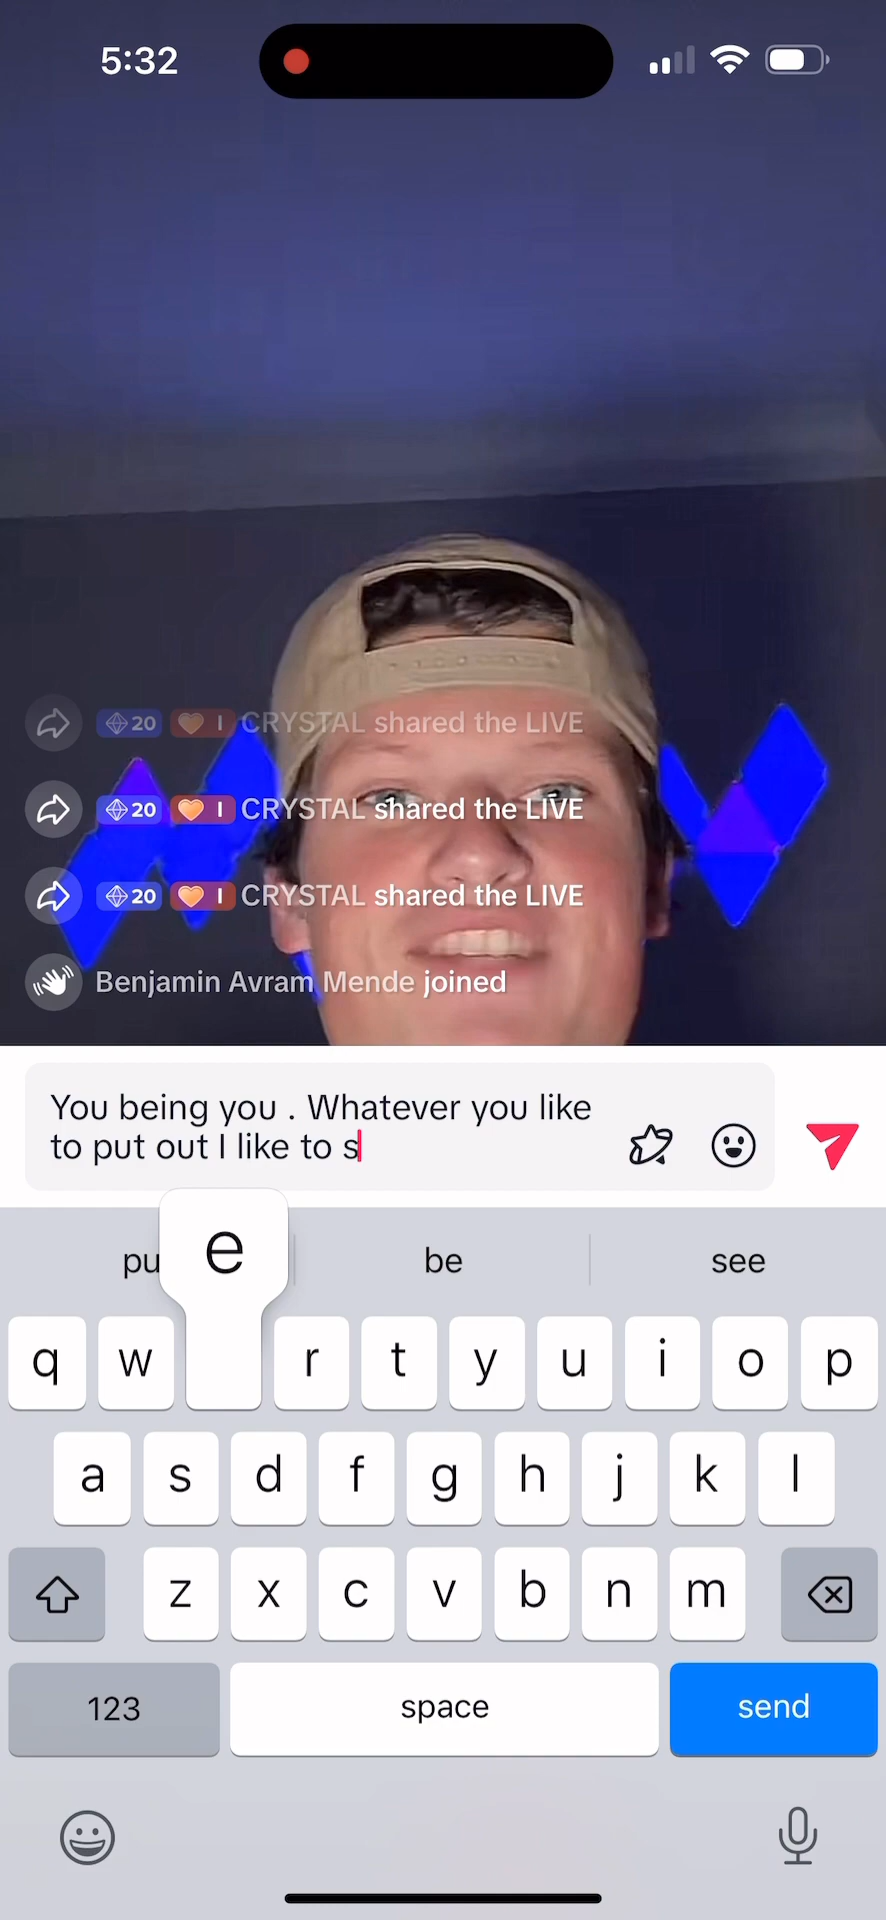 5:32
20 I CRYSTAL shared the LIVE
20 I CRYSTAL shared the LIVE
20 I CRYSTAL shared the LIVE
Benjamin Avram Mende joined
You being you . Whatever you like
to put out I like to s
pu e be see
q w r t y u i o p
a s d f g h j k l
z x c v b n m
123 space send